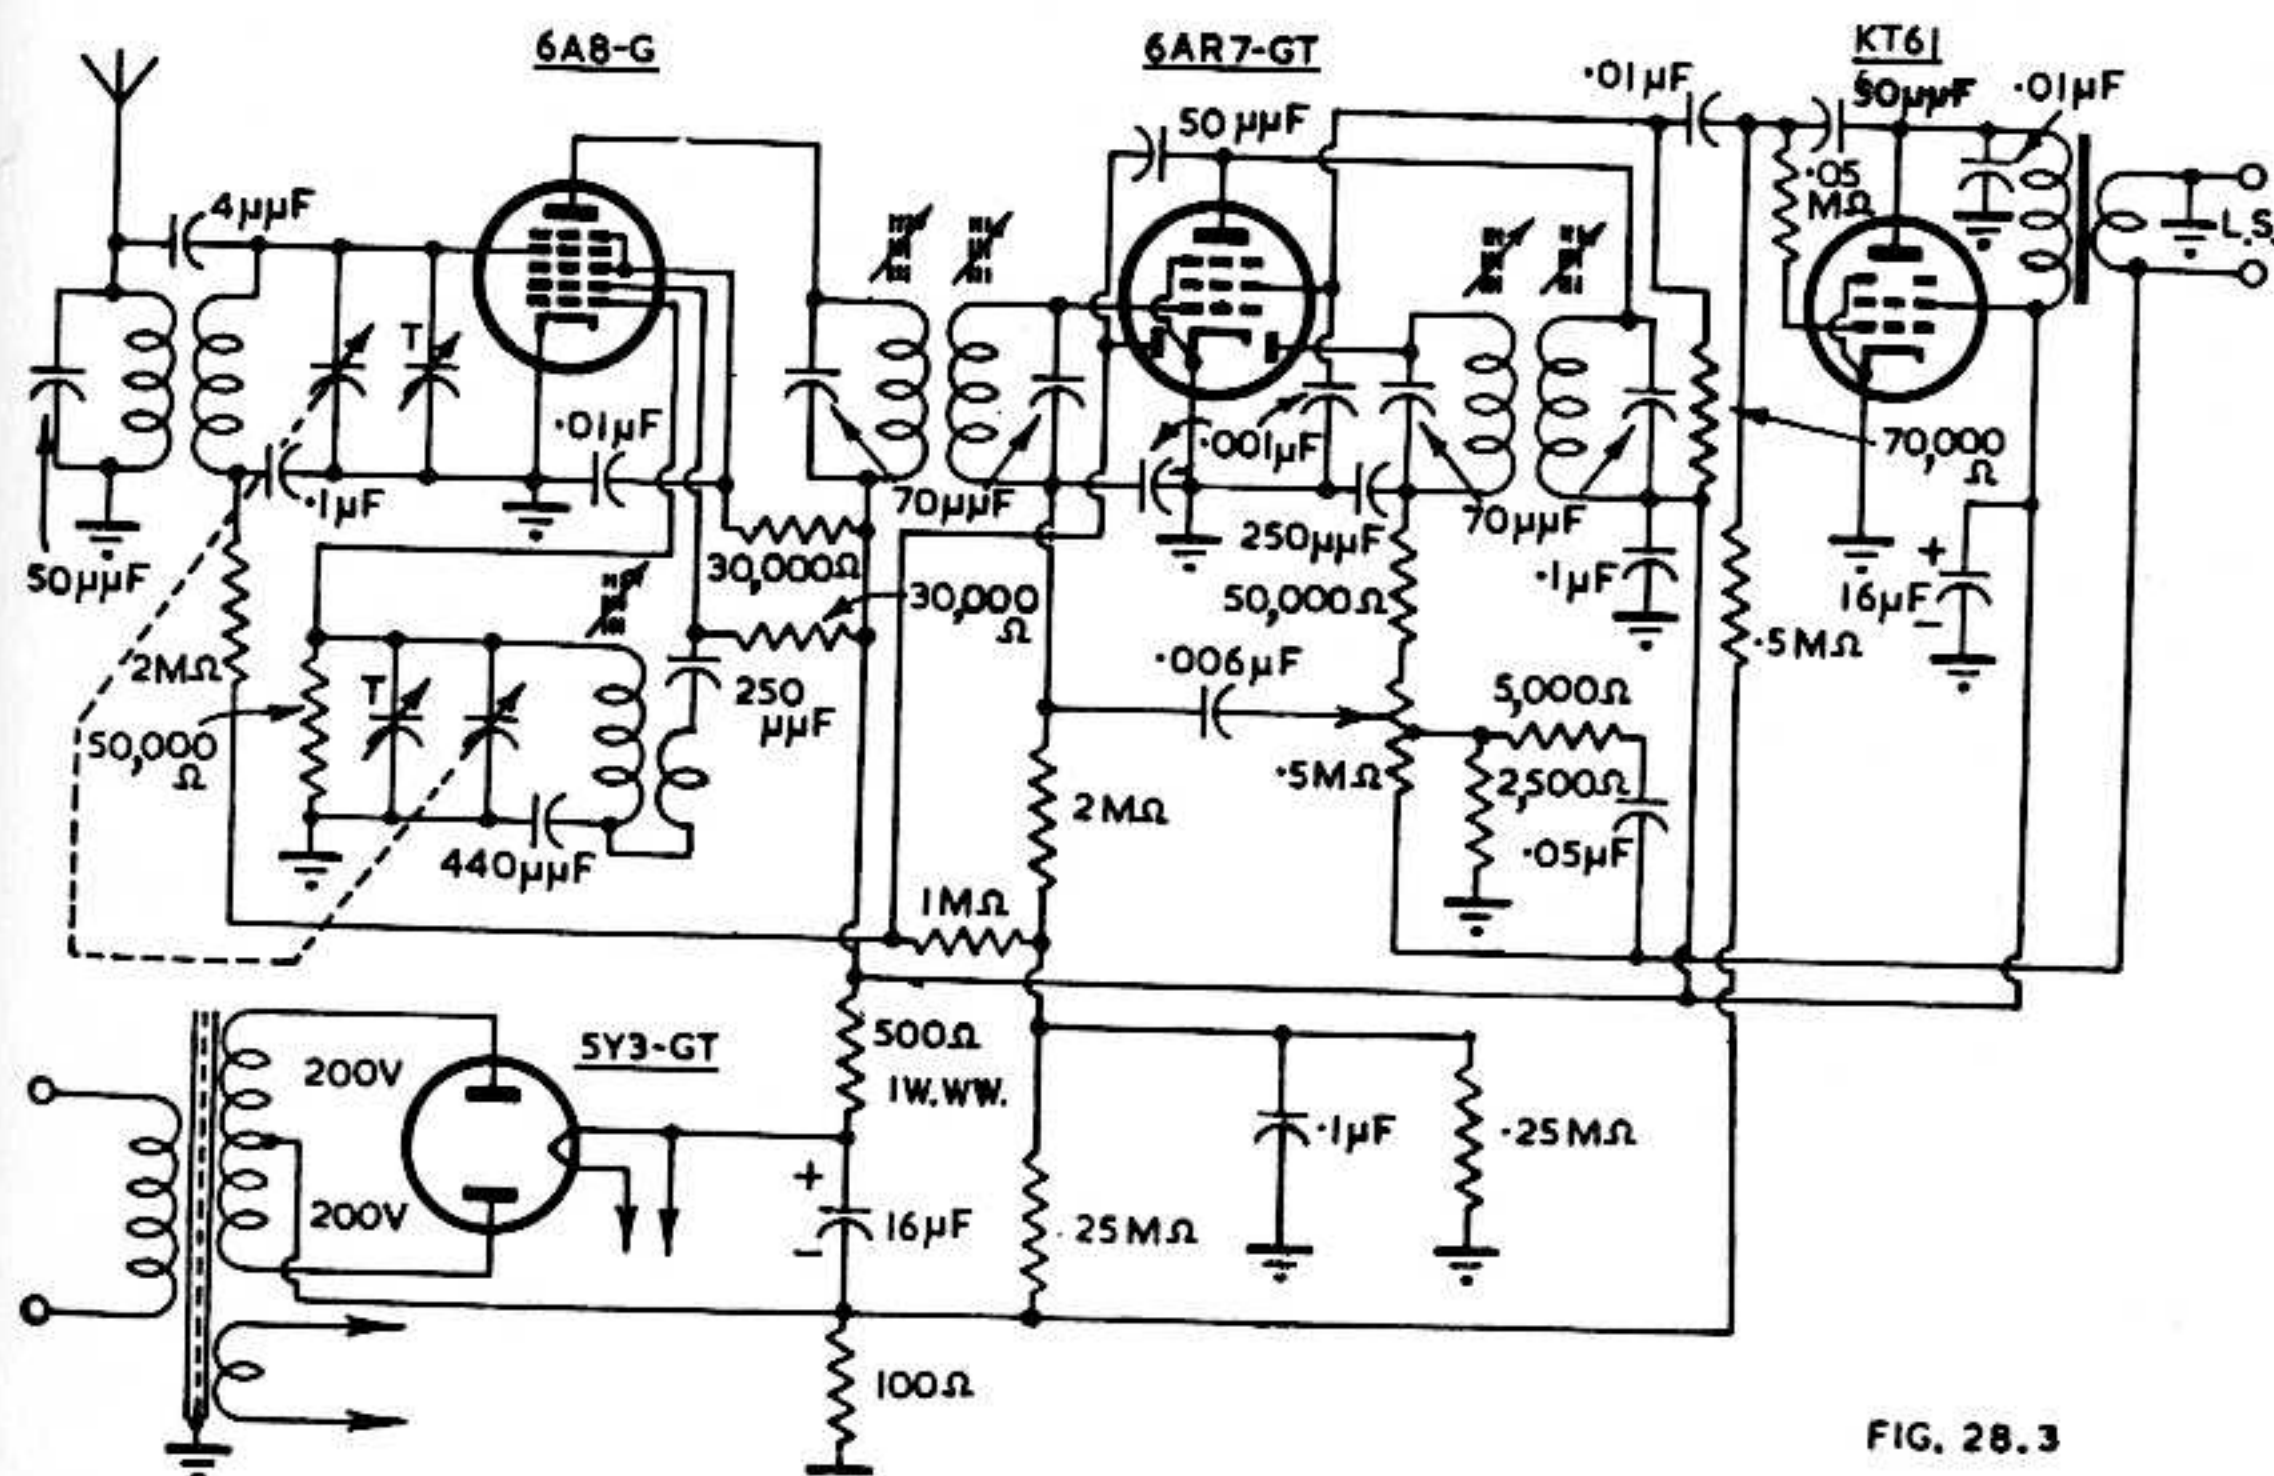 6A8-G
6AR7-GT
KT61
·01µF
50µµF
·01µF
50µµF
4µµF
·05
MΩ
L.S.
T
·01µF
·001µF
70,000
Ω
·1µF
70µµF
250µµF
70µµF
50µµF
30,000Ω
30,000
Ω
50,000Ω
·1µF
+
16µF
-
2MΩ
T
250
µµF
·006µF
5,000Ω
·5MΩ
50,000
Ω
·5MΩ
2,500Ω
440µµF
2MΩ
·05µF
1MΩ
200V
5Y3-GT
500Ω
1W.WW.
·1µF
·25MΩ
200V
+
16µF
-
·25MΩ
100Ω
FIG. 28.3